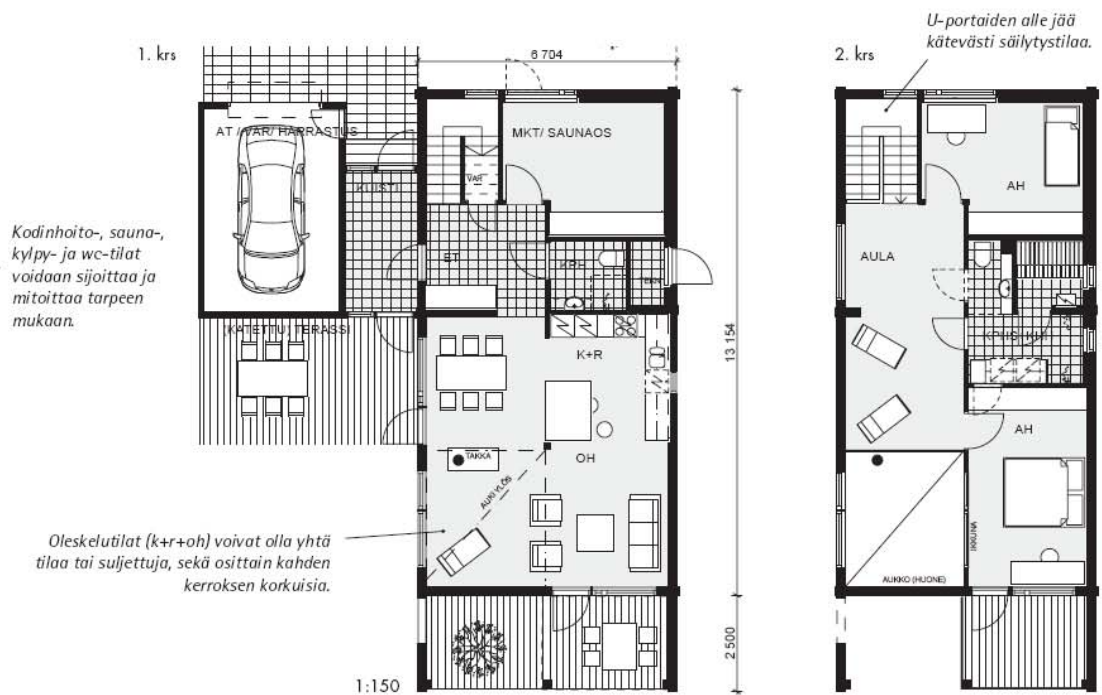 U-portaiden alle jää
kätevästi säilytystilaa.
1. krs
6 704
2. krs
AT / VAR/ HARRASTUS
MKT/ SAUNAOS
VAR
KUISTI
AH
Kodinhoito-, sauna-,
kylpy- ja wc-tilat
voidaan sijoittaa ja
mitoittaa tarpeen
mukaan.
ET
KRH
TEKN
AULA
(KATETTU) TERASSI
K+R
13 154
KPH
AH
TAKKA
OH
AUKI YLÖS
IKKUNA
Oleskelutilat (k+r+oh) voivat olla yhtä
tilaa tai suljettuja, sekä osittain kahden
kerroksen korkuisia.
AUKKO (HUONE)
2 500
1:150